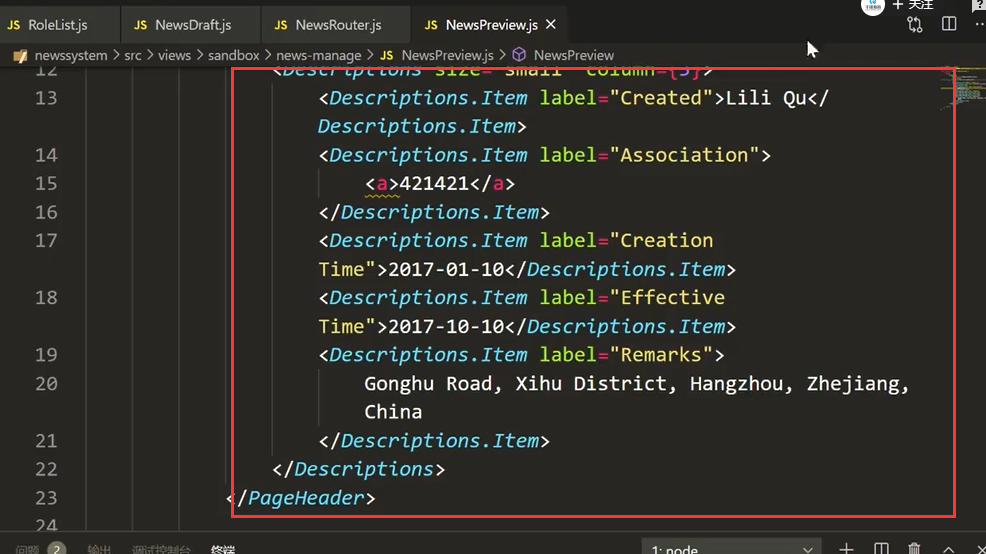 JS RoleList.js JS NewsDraft.js JS NewsRouter.js JS NewsPreview.js × + 关注
newssystem > src > views > sandbox > news-manage > JS NewsPreview.js > NewsPreview
12 <Descriptions size="small" column={3}>
13 <Descriptions.Item label="Created">Lili Qu</
Descriptions.Item>
14 <Descriptions.Item label="Association">
15 <a>421421</a>
16 </Descriptions.Item>
17 <Descriptions.Item label="Creation
Time">2017-01-10</Descriptions.Item>
18 <Descriptions.Item label="Effective
Time">2017-10-10</Descriptions.Item>
19 <Descriptions.Item label="Remarks">
20 Gonghu Road, Xihu District, Hangzhou, Zhejiang,
China
21 </Descriptions.Item>
22 </Descriptions>
23 </PageHeader>
24
问题 2 输出 调试控制台 终端 1: node